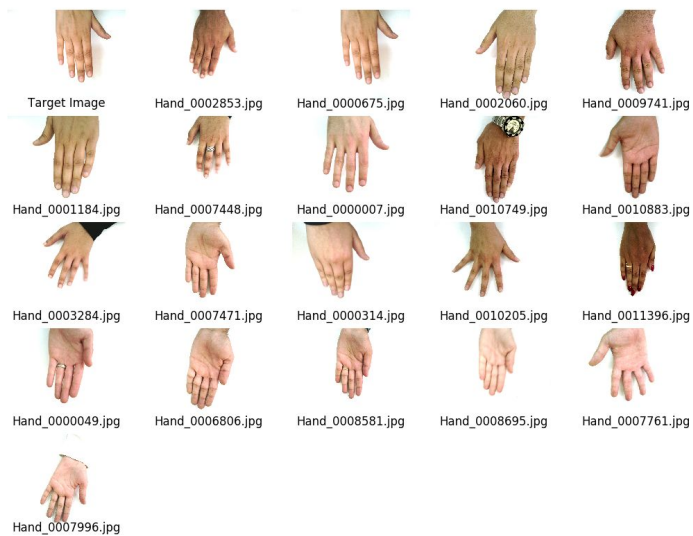 Target Image
Hand_0002853.jpg
Hand_0000675.jpg
Hand_0002060.jpg
Hand_0009741.jpg
Hand_0001184.jpg
Hand_0007448.jpg
Hand_0000007.jpg
Hand_0010749.jpg
Hand_0010883.jpg
Hand_0003284.jpg
Hand_0007471.jpg
Hand_0000314.jpg
Hand_0010205.jpg
Hand_0011396.jpg
Hand_0000049.jpg
Hand_0006806.jpg
Hand_0008581.jpg
Hand_0008695.jpg
Hand_0007761.jpg
Hand_0007996.jpg